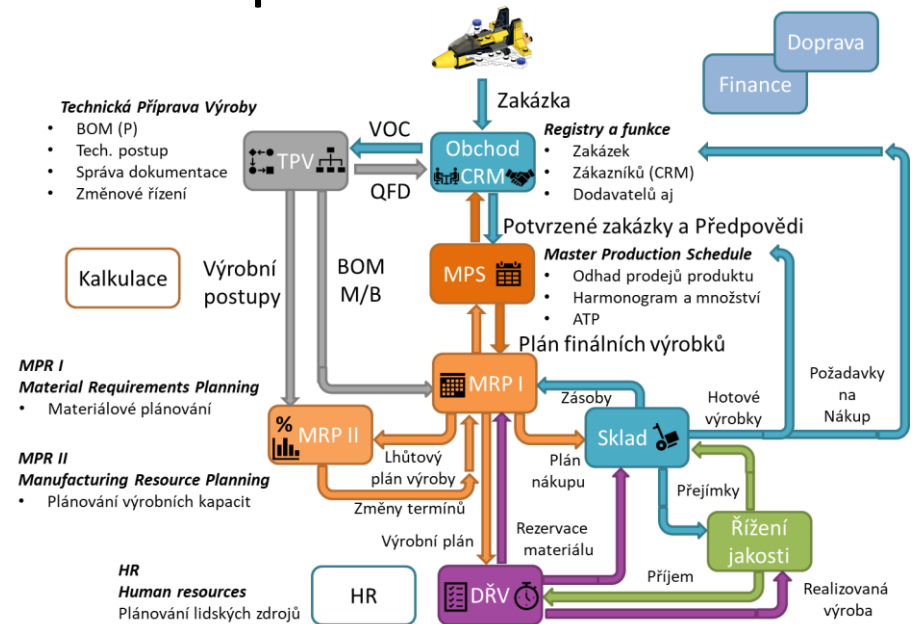 Doprava
Finance
Zakázka
Technická Příprava Výroby
• BOM (P)
• Tech. postup
• Správa dokumentace
• Změnové řízení
TPV
VOC
QFD
Obchod
CRM
Registry a funkce
• Zakázek
• Zákazníků (CRM)
• Dodavatelů aj
Potvrzené zakázky a Předpovědi
Kalkulace
Výrobní
postupy
BOM
M/B
MPS
Master Production Schedule
• Odhad prodejů produktu
• Harmonogram a množství
• ATP
Plán finálních výrobků
MPR I
Material Requirements Planning
• Materiálové plánování
MRP I
Zásoby
Hotové
výrobky
Požadavky
na
Nákup
%
MRP II
Lhůtový
plán výroby
Sklad
Plán
nákupu
MPR II
Manufacturing Resource Planning
• Plánování výrobních kapacit
Změny termínů
Přejímky
Výrobní plán
Rezervace
materiálu
Řížení
jakosti
HR
Human resources
Plánování lidských zdrojů
HR
DŘV
Příjem
Realizovaná
výroba